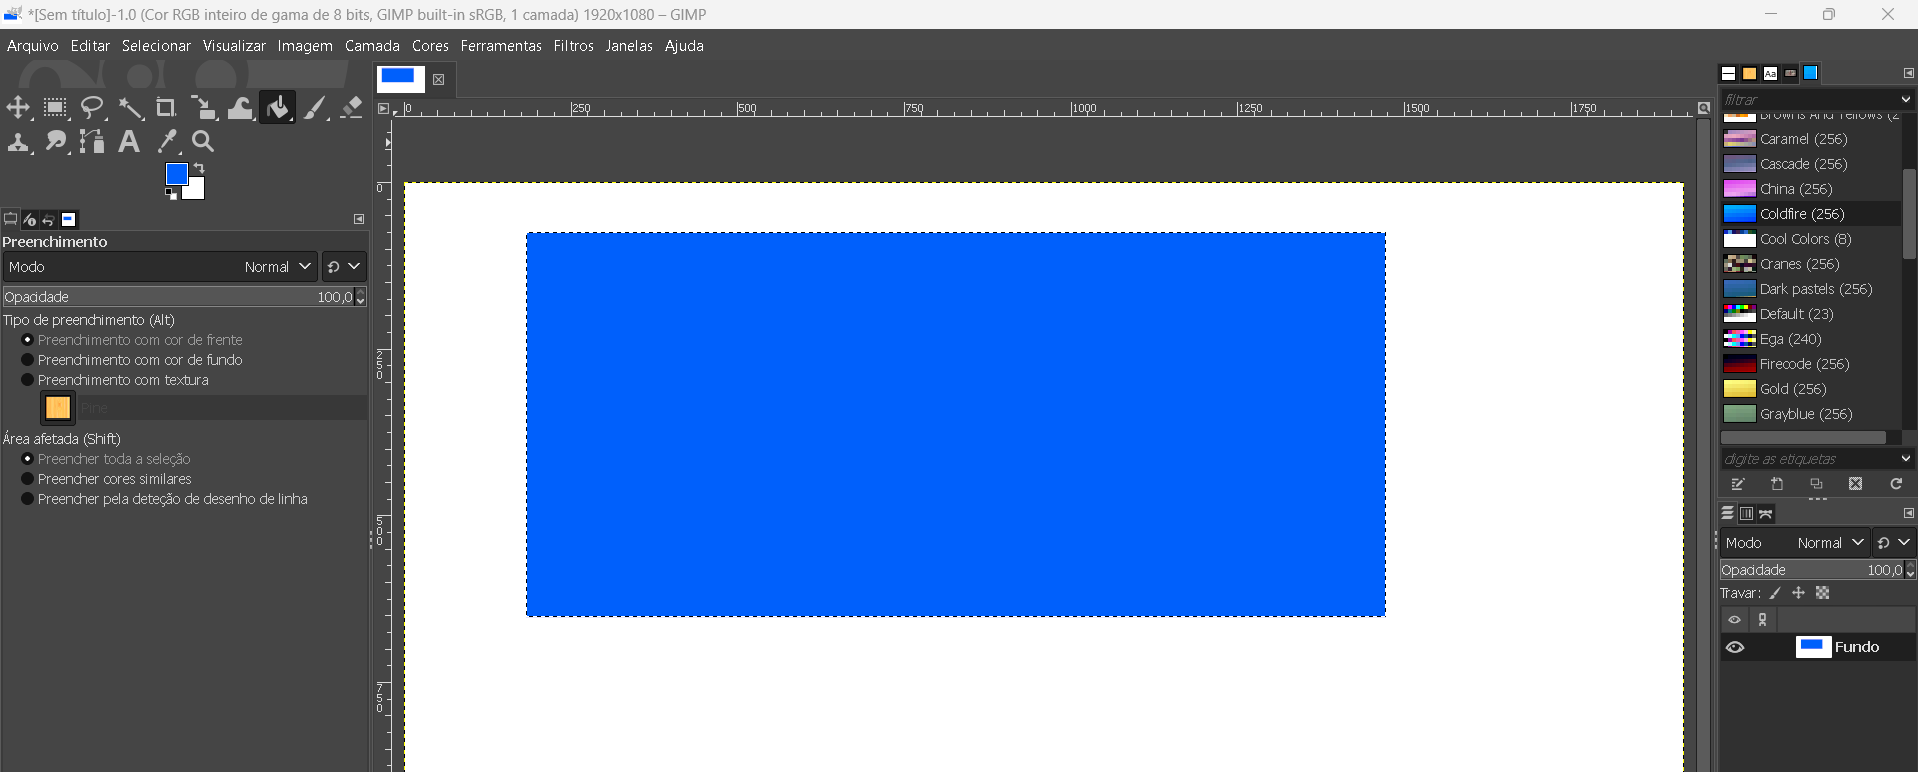 *[Sem título]-1.0 (Cor RGB inteiro de gama de 8 bits, GIMP built-in sRGB, 1 camada) 1920x1080 – GIMP
Arquivo Editar Selecionar Visualizar Imagem Camada Cores Ferramentas Filtros Janelas Ajuda
0 250 500 750 1000 1250 1500 1750
0
250
500
750
Preenchimento
Modo Normal
Opacidade 100,0
Tipo de preenchimento (Alt)
Preenchimento com cor de frente
Preenchimento com cor de fundo
Preenchimento com textura
Pine
Área afetada (Shift)
Preencher toda a seleção
Preencher cores similares
Preencher pela deteção de desenho de linha
Aa
filtrar
Browns And Yellows (2
Caramel (256)
Cascade (256)
China (256)
Coldfire (256)
Cool Colors (8)
Cranes (256)
Dark pastels (256)
Default (23)
Ega (240)
Firecode (256)
Gold (256)
Grayblue (256)
digite as etiquetas
Modo Normal
Opacidade 100,0
Travar:
Fundo